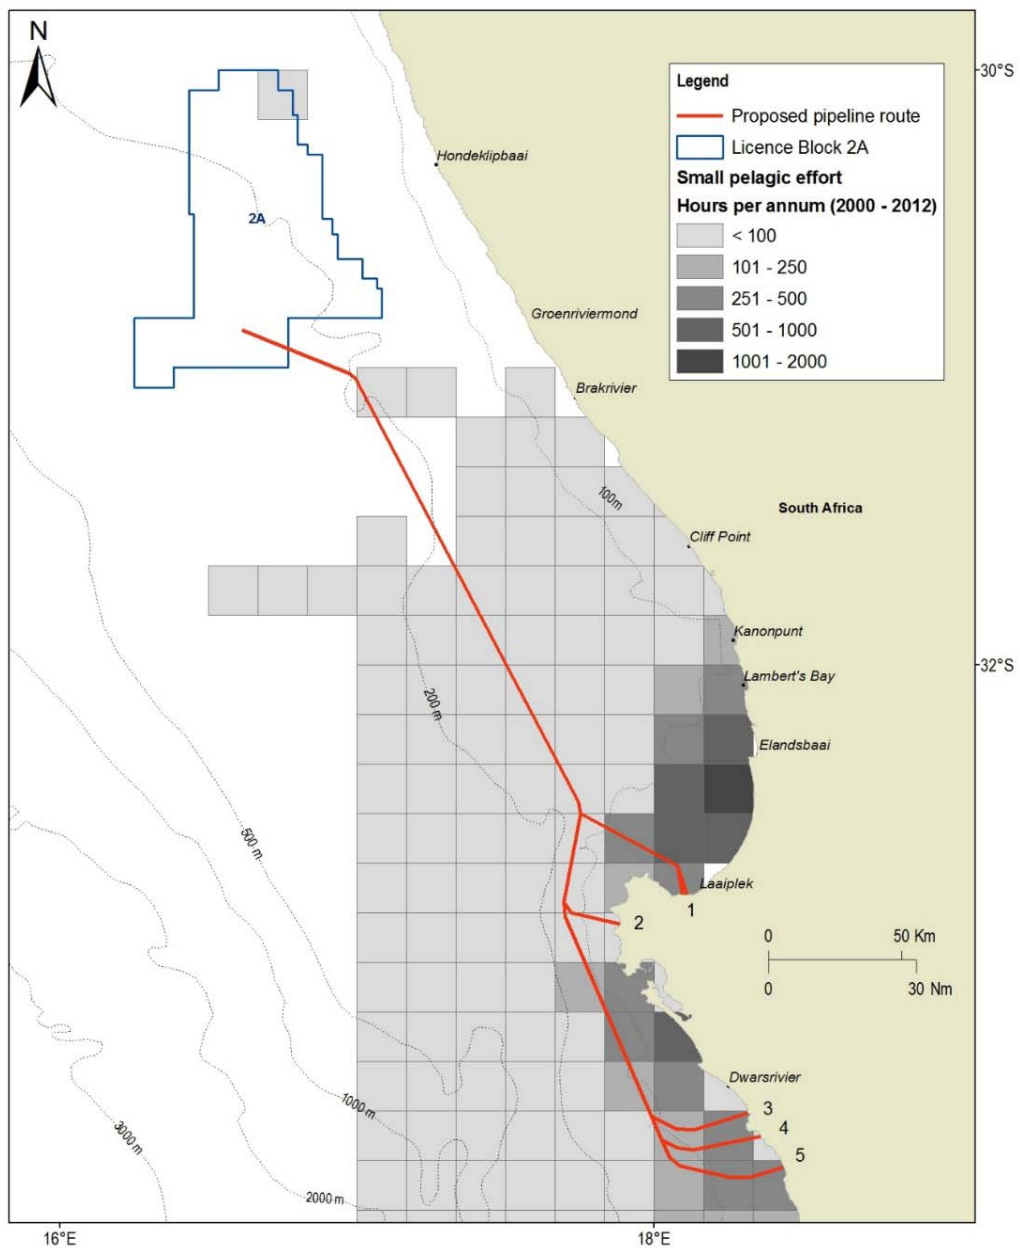 N
30°S
Legend
Proposed pipeline route
Licence Block 2A
Small pelagic effort
Hours per annum (2000 - 2012)
< 100
101 - 250
251 - 500
501 - 1000
1001 - 2000
Hondeklipbaai
2A
Groenriviermond
Brakrivier
100m
South Africa
Cliff Point
Kanonpunt
32°S
Lambert's Bay
200 m
Elandsbaai
500 m
Laaiplek
1
2
0 50 Km
0 30 Nm
Dwarsrivier
3
1000 m
4
3000 m
5
2000 m
16°E
18°E